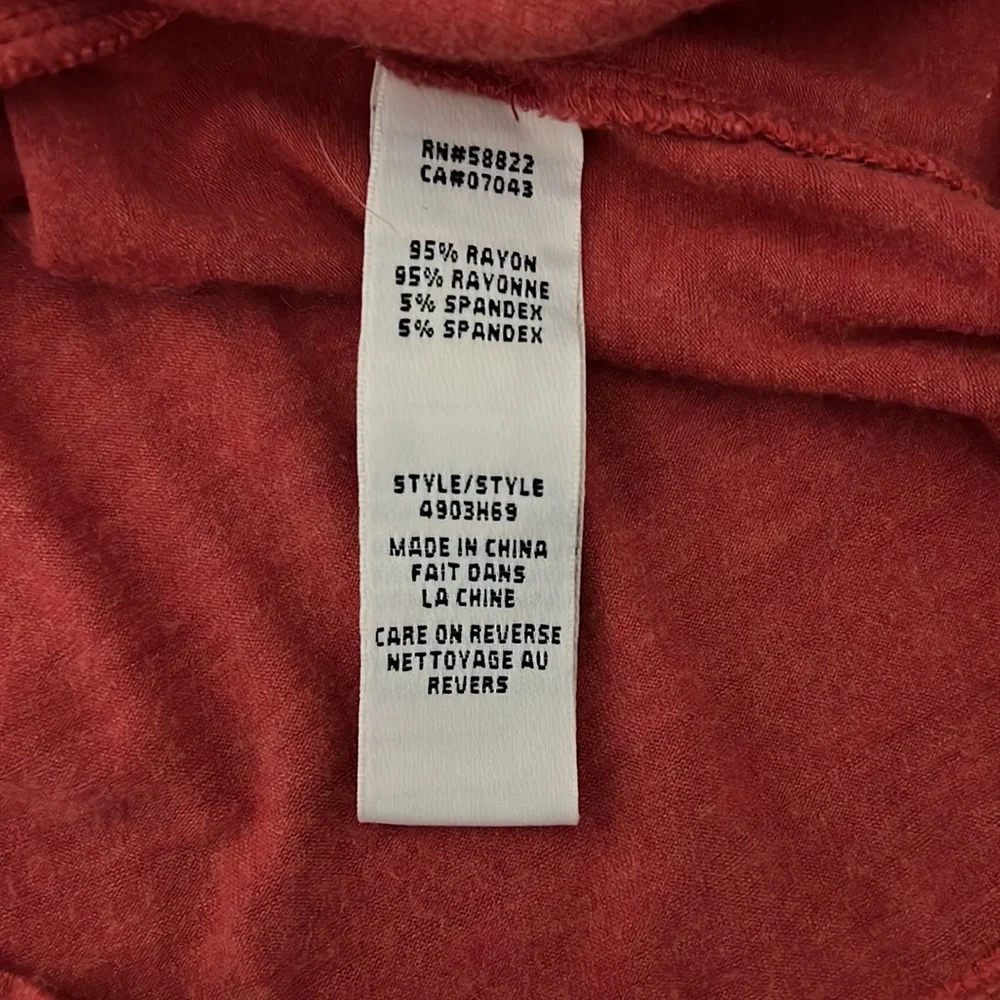 RN#58822
CA#07043
95% RAYON
95% RAYONNE
5% SPANDEX
5% SPANDEX
STYLE/STYLE
4903H69
MADE IN CHINA
FAIT DANS
LA CHINE
CARE ON REVERSE
NETTOYAGE AU
REVERS